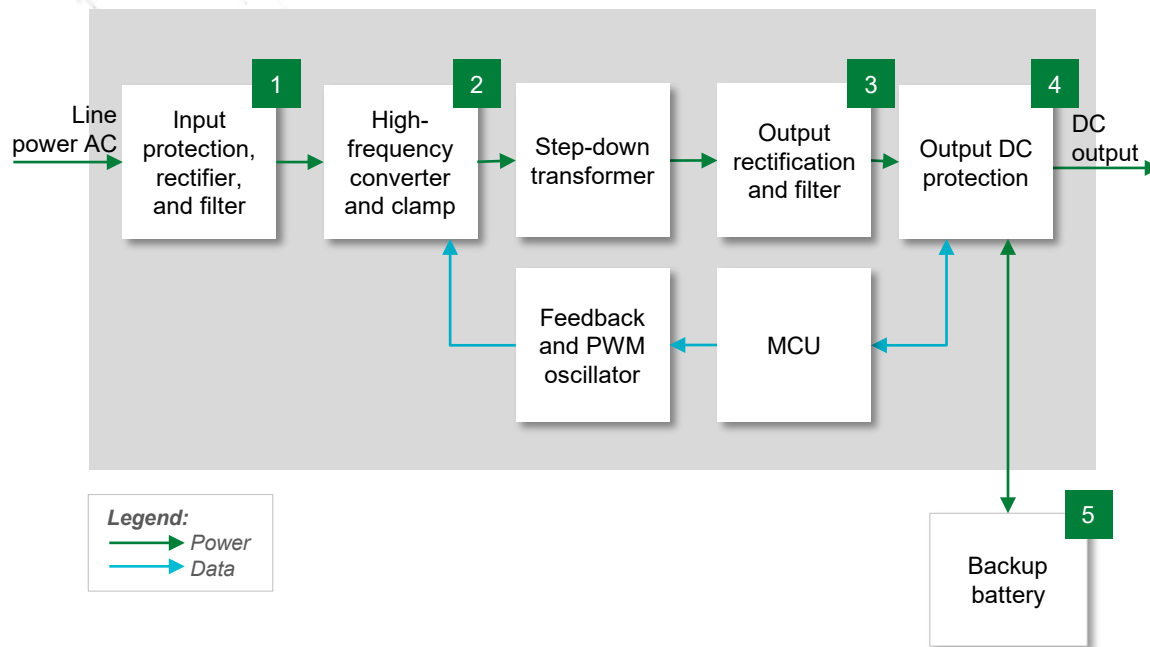 1
2
3
4
Line
power AC
Input
protection,
rectifier,
and filter
High-
frequency
converter
and clamp
Step-down
transformer
Output
rectification
and filter
Output DC
protection
DC
output
Feedback
and PWM
oscillator
MCU
Legend:
Power
Data
5
Backup
battery